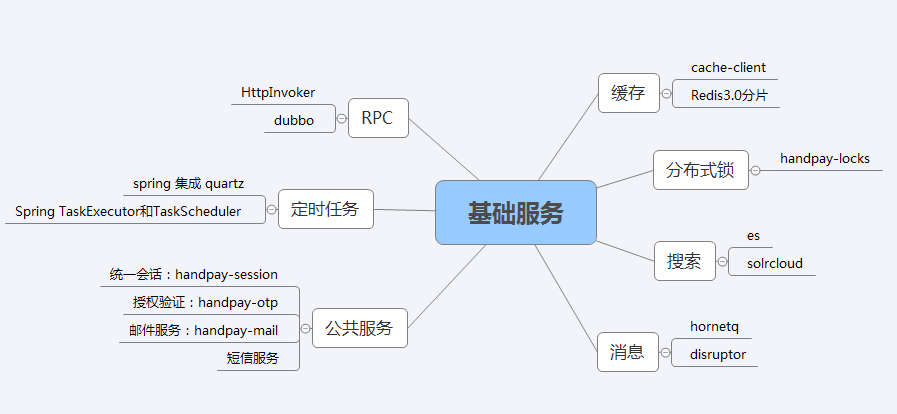 基础服务
缓存
cache-client
Redis3.0分片
分布式锁
handpay-locks
搜索
es
solrcloud
消息
hornetq
disruptor
RPC
HttpInvoker
dubbo
定时任务
spring 集成 quartz
Spring TaskExecutor和TaskScheduler
公共服务
统一会话：handpay-session
授权验证：handpay-otp
邮件服务：handpay-mail
短信服务